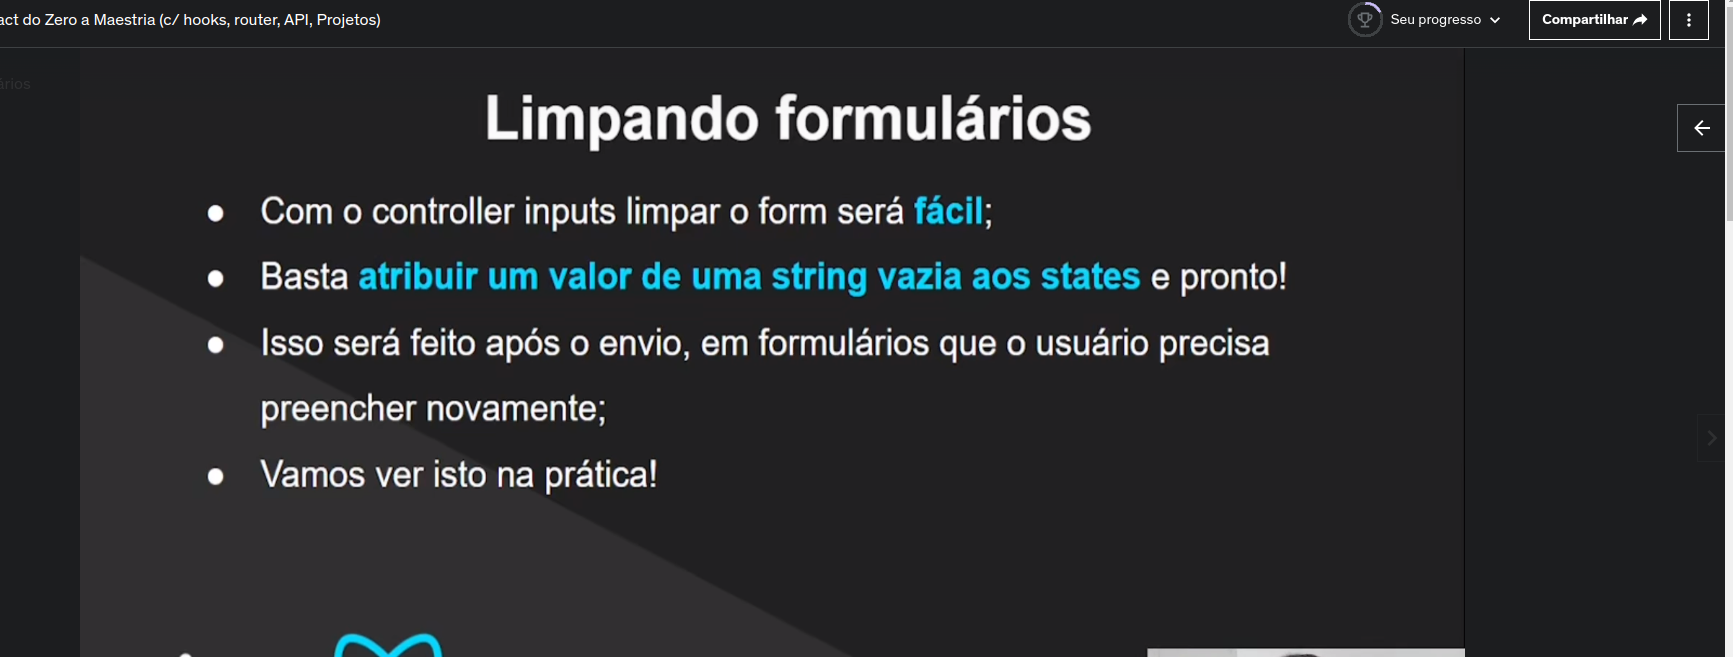 act do Zero a Maestria (c/ hooks, router, API, Projetos)
Seu progresso
Compartilhar
ários
Limpando formulários
● Com o controller inputs limpar o form será fácil;
● Basta atribuir um valor de uma string vazia aos states e pronto!
● Isso será feito após o envio, em formulários que o usuário precisa
preencher novamente;
● Vamos ver isto na prática!